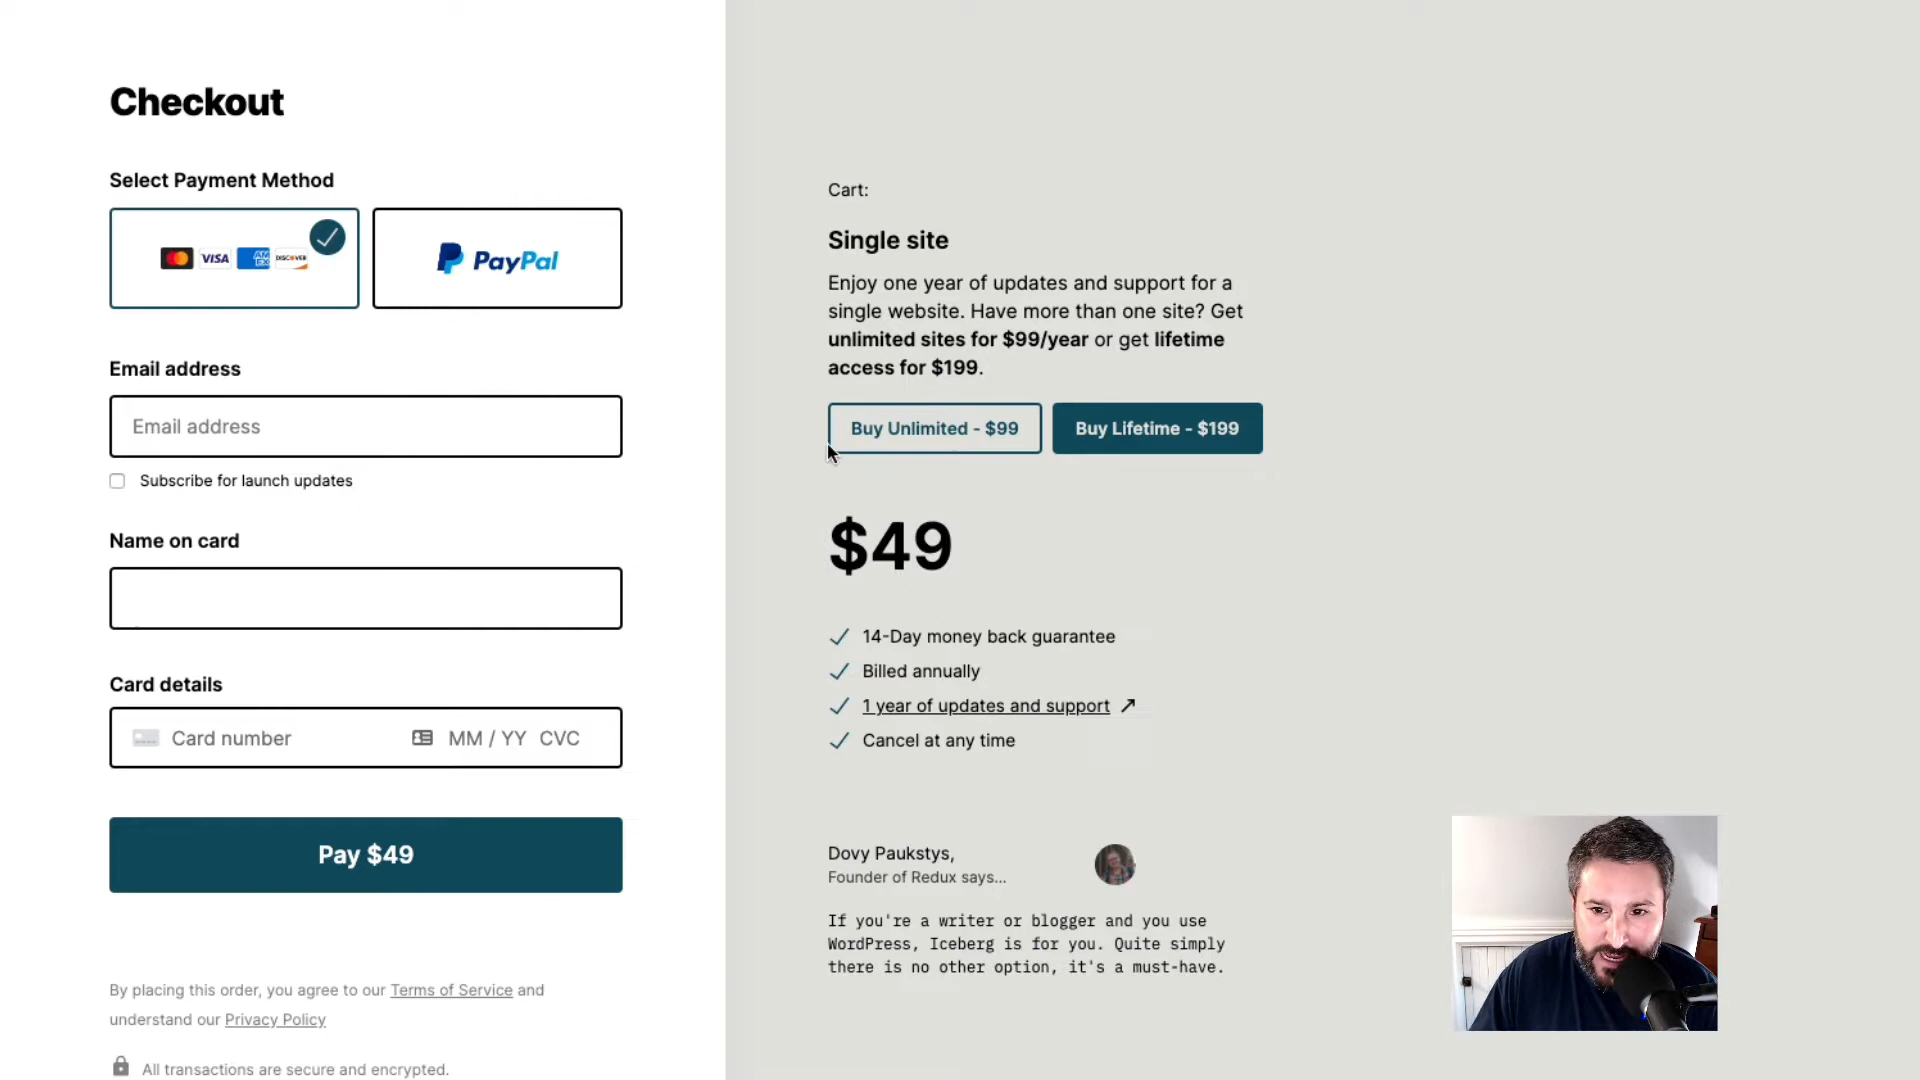 Checkout
Select Payment Method
VISA
AM
EX
DISCOVER
PayPal
Email address
Email address
Subscribe for launch updates
Name on card
Card details
Card number
MM / YY CVC
Pay $49
By placing this order, you agree to our Terms of Service and
understand our Privacy Policy
All transactions are secure and encrypted.
Cart:
Single site
Enjoy one year of updates and support for a
single website. Have more than one site? Get
unlimited sites for $99/year or get lifetime
access for $199.
Buy Unlimited - $99
Buy Lifetime - $199
$49
14-Day money back guarantee
Billed annually
1 year of updates and support ↗
Cancel at any time
Dovy Paukstys,
Founder of Redux says...
If you're a writer or blogger and you use
WordPress, Iceberg is for you. Quite simply
there is no other option, it's a must-have.